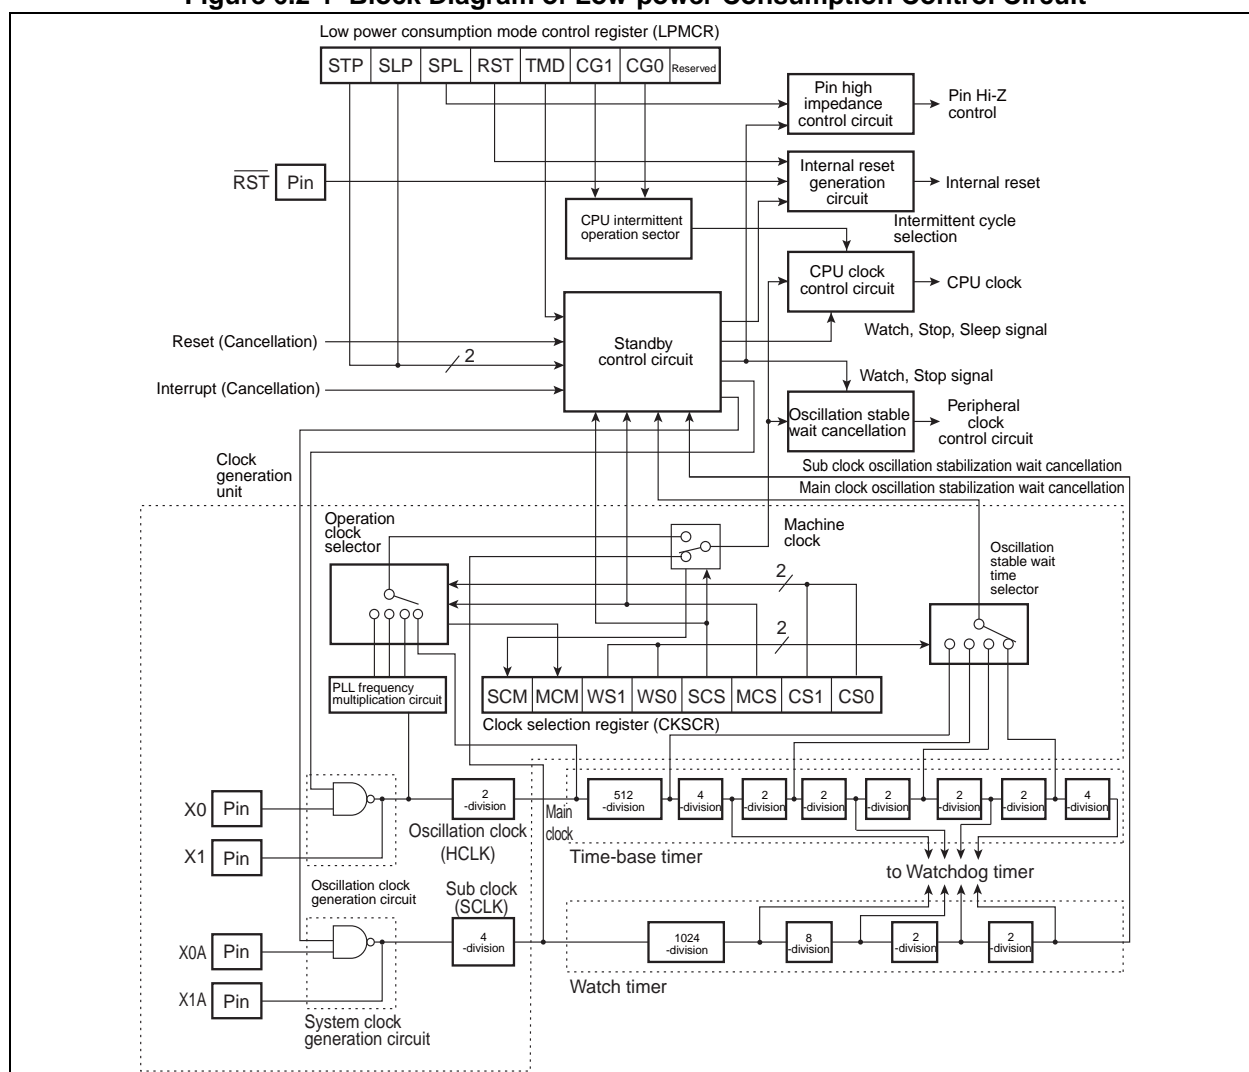 Figure 6.2-1 Block Diagram of Low-power Consumption Control Circuit
Low power consumption mode control register (LPMCR)
STP SLP SPL RST TMD CG1 CG0 Reserved
Pin high
impedance
control circuit
Pin Hi-Z
control
RST Pin
Internal reset
generation
circuit
Internal reset
CPU intermittent
operation sector
Intermittent cycle
selection
CPU clock
control circuit
CPU clock
Standby
control circuit
Watch, Stop, Sleep signal
Reset (Cancellation)
2
Interrupt (Cancellation)
Watch, Stop signal
Oscillation stable
wait cancellation
Peripheral
clock
control circuit
Clock
generation
unit
Sub clock oscillation stabilization wait cancellation
Main clock oscillation stabilization wait cancellation
Operation
clock
selector
Machine
clock
Oscillation
stable wait
time
selector
2
2
PLL frequency
multiplication circuit
SCM MCM WS1 WS0 SCS MCS CS1 CS0
Clock selection register (CKSCR)
X0 Pin
X1 Pin
2
-division
Oscillation clock
(HCLK)
Main
clock
512
-division
4
-division
2
-division
2
-division
2
-division
2
-division
2
-division
4
-division
Time-base timer
to Watchdog timer
Oscillation clock
generation circuit
Sub clock
(SCLK)
X0A Pin
X1A Pin
4
-division
1024
-division
8
-division
2
-division
2
-division
Watch timer
System clock
generation circuit